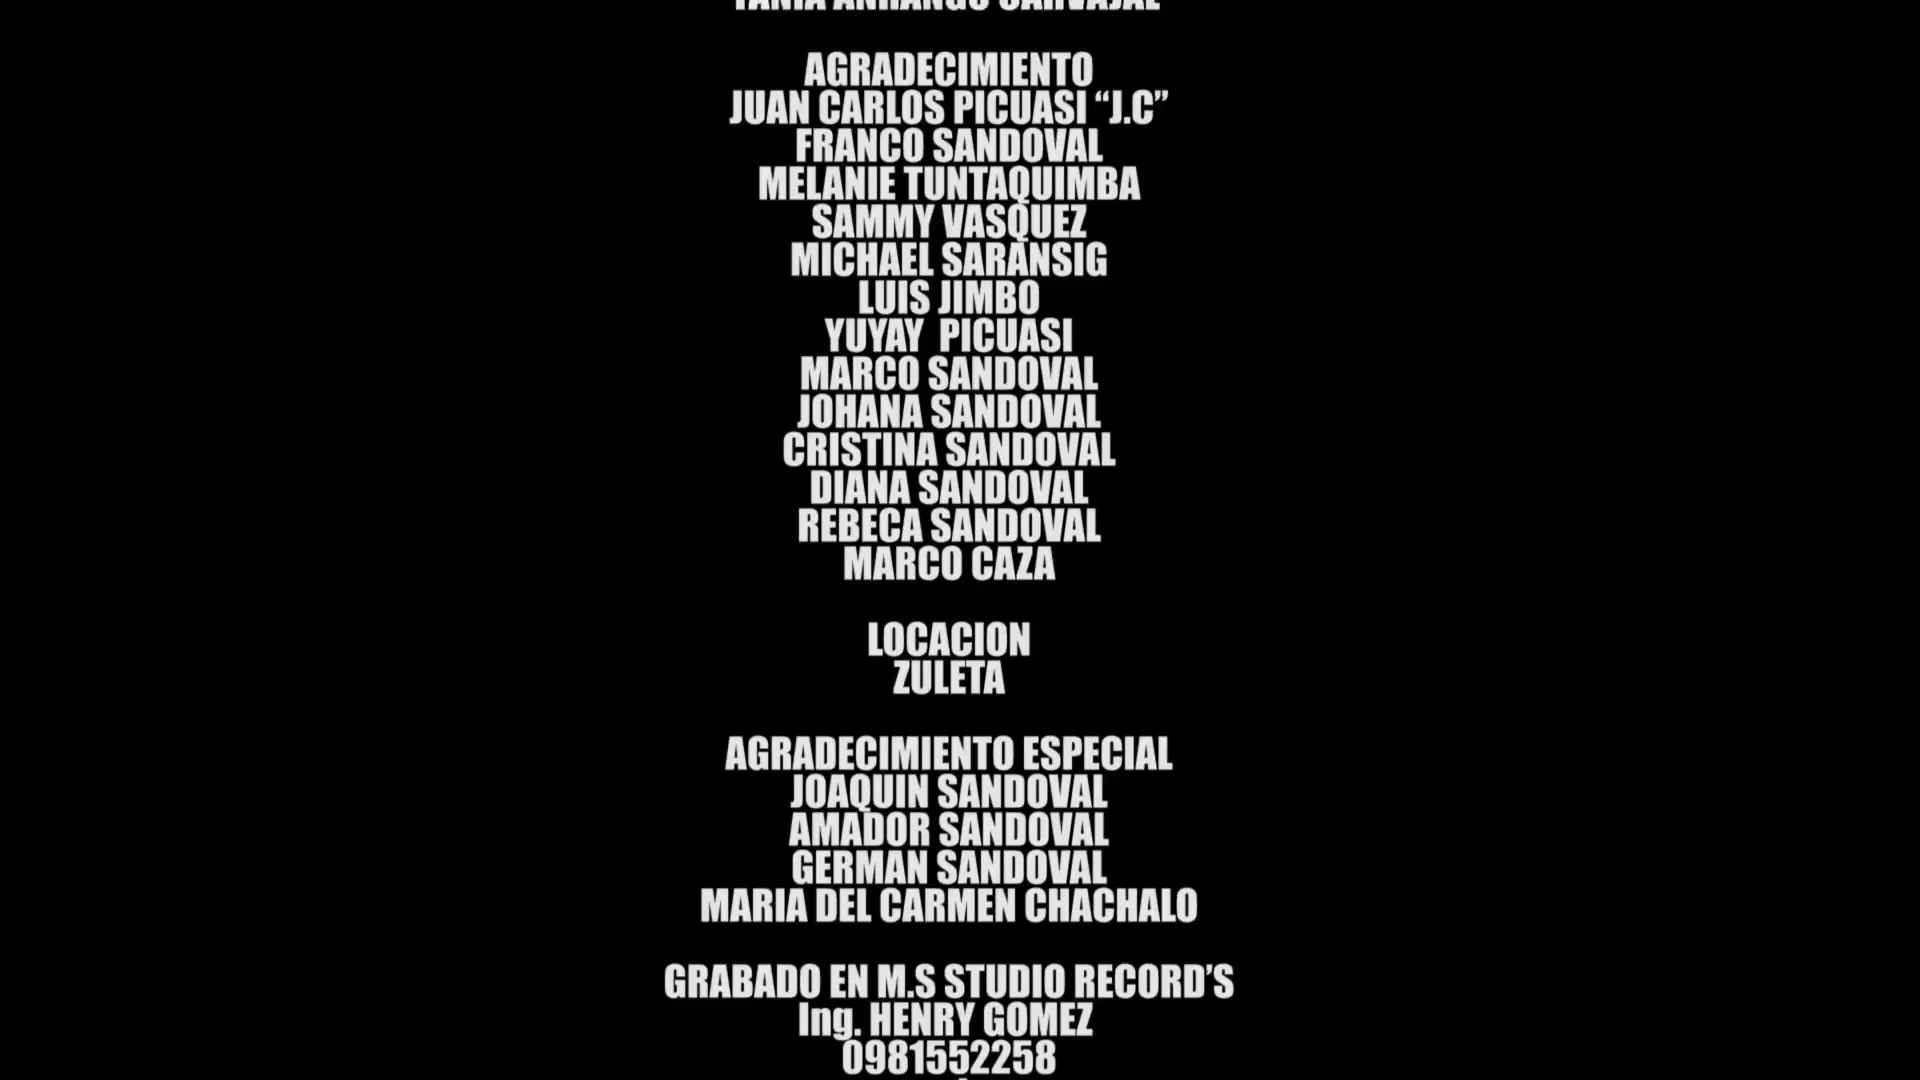 AGRADECIMIENTO
JUAN CARLOS PICUASI “J.C”
FRANCO SANDOVAL
MELANIE TUNTAQUIMBA
SAMMY VASQUEZ
MICHAEL SARANSIG
LUIS JIMBO
YUYAY PICUASI
MARCO SANDOVAL
JOHANA SANDOVAL
CRISTINA SANDOVAL
DIANA SANDOVAL
REBECA SANDOVAL
MARCO CAZA
LOCACION
ZULETA
AGRADECIMIENTO ESPECIAL
JOAQUIN SANDOVAL
AMADOR SANDOVAL
GERMAN SANDOVAL
MARIA DEL CARMEN CHACHALO
GRABADO EN M.S STUDIO RECORD’S
Ing. HENRY GOMEZ
0981552258